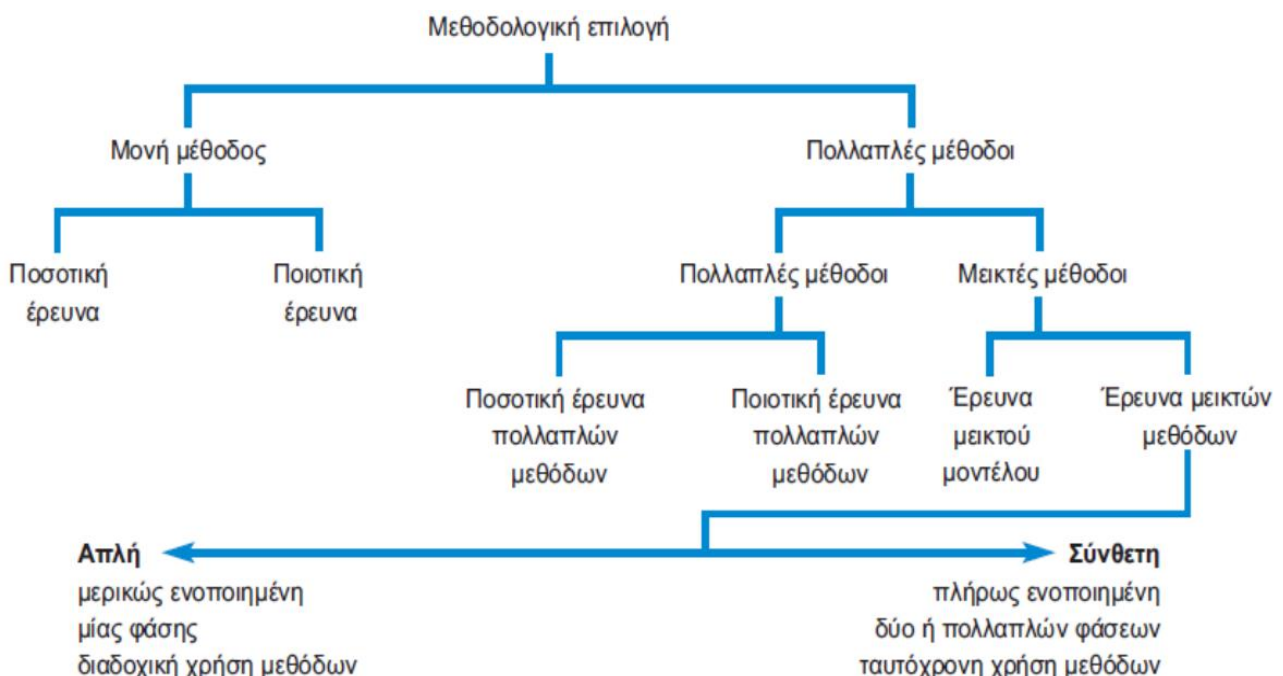 Μεθοδολογική επιλογή
Μονή μέθοδος
Πολλαπλές μέθοδοι
Ποσοτική
έρευνα
Ποιοτική
έρευνα
Πολλαπλές μέθοδοι
Μεικτές μέθοδοι
Ποσοτική έρευνα
πολλαπλών
μεθόδων
Ποιοτική έρευνα
πολλαπλών
μεθόδων
Έρευνα
μεικτού
μοντέλου
Έρευνα μεικτών
μεθόδων
Απλή
μερικώς ενοποιημένη
μίας φάσης
διαδοχική χρήση μεθόδων
Σύνθετη
πλήρως ενοποιημένη
δύο ή πολλαπλών φάσεων
ταυτόχρονη χρήση μεθόδων